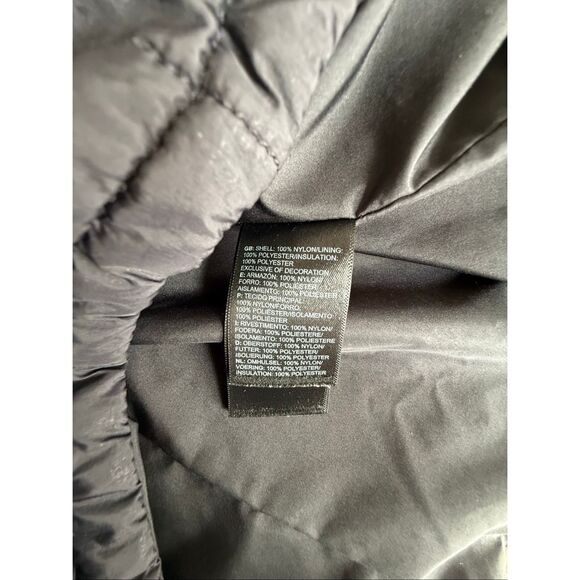 GB: SHELL: 100% NYLON/LINING:
100% POLYESTER/INSULATION:
100% POLYESTER
EXCLUSIVE OF DECORATION
E: ARMAZÓN: 100% NYLON/
FORRO: 100% POLIÉSTER/
AISLAMIENTO: 100% POLIÉSTER
P: TECIDO PRINCIPAL:
100% NYLON/FORRO:
100% POLIÉSTER/ISOLAMENTO
100% POLIÉSTER
I: RIVESTIMENTO: 100% NYLON/
FODERA: 100% POLIESTERE/
ISOLAMENTO: 100% POLIESTERE
D: OBERSTOFF: 100% NYLON/
FUTTER: 100% POLYESTER/
ISOLIERUNG: 100% POLYESTER
NL: OMHULSEL: 100% NYLON/
VOERING: 100% POLYESTER/
INSULATION: 100% POLYESTER